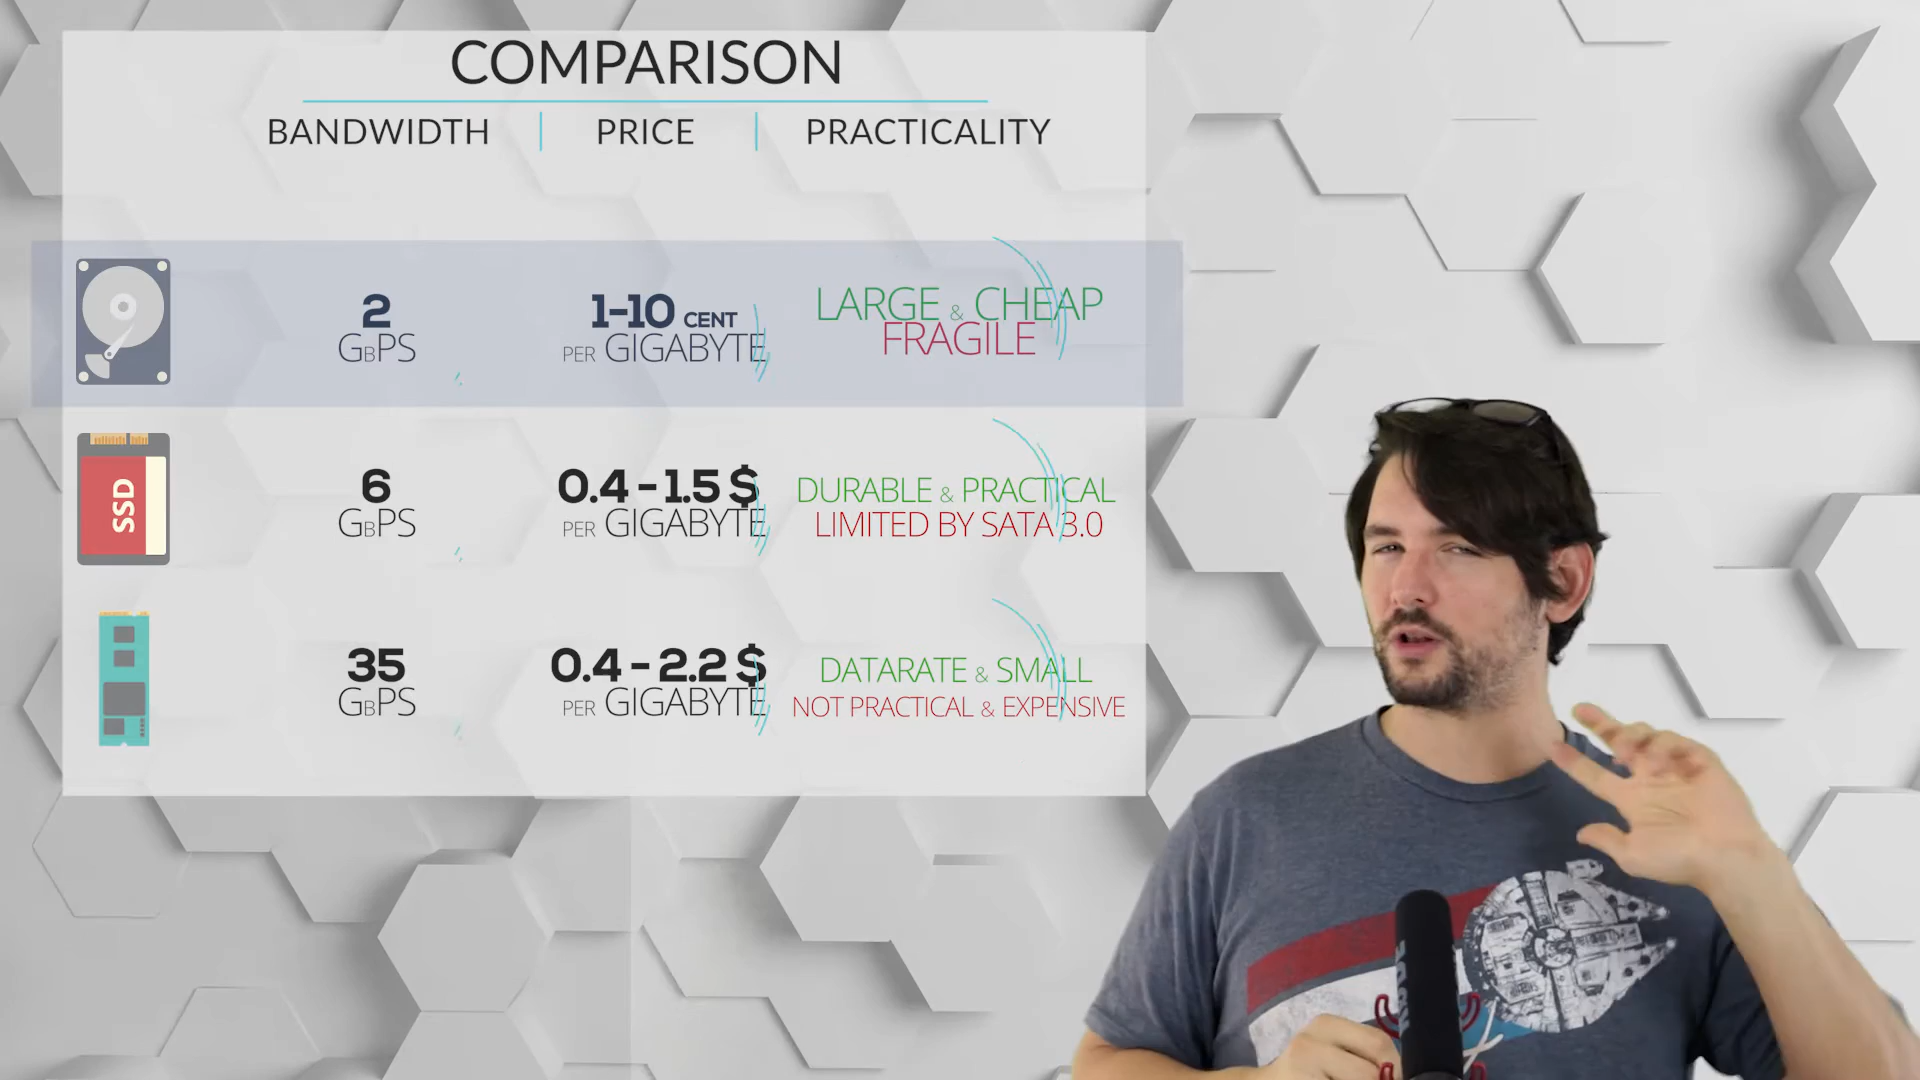 COMPARISON
BANDWIDTH PRICE PRACTICALITY
2
GBPS
1-10 CENT
PER GIGABYTE
LARGE & CHEAP
FRAGILE
SSD
6
GBPS
0.4 - 1.5 $
PER GIGABYTE
DURABLE & PRACTICAL
LIMITED BY SATA 3.0
35
GBPS
0.4 - 2.2 $
PER GIGABYTE
DATARATE & SMALL
NOT PRACTICAL & EXPENSIVE